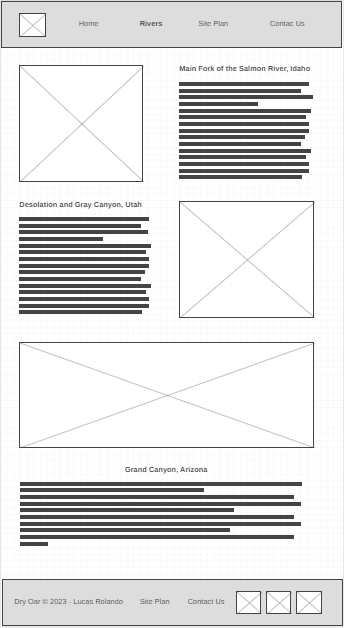 Home Rivers Site Plan Contac Us
Main Fork of the Salmon River, Idaho
Desolation and Gray Canyon, Utah
Grand Canyon, Arizona
Dry Oar © 2023 - Lucas Rolando Site Plan Contact Us